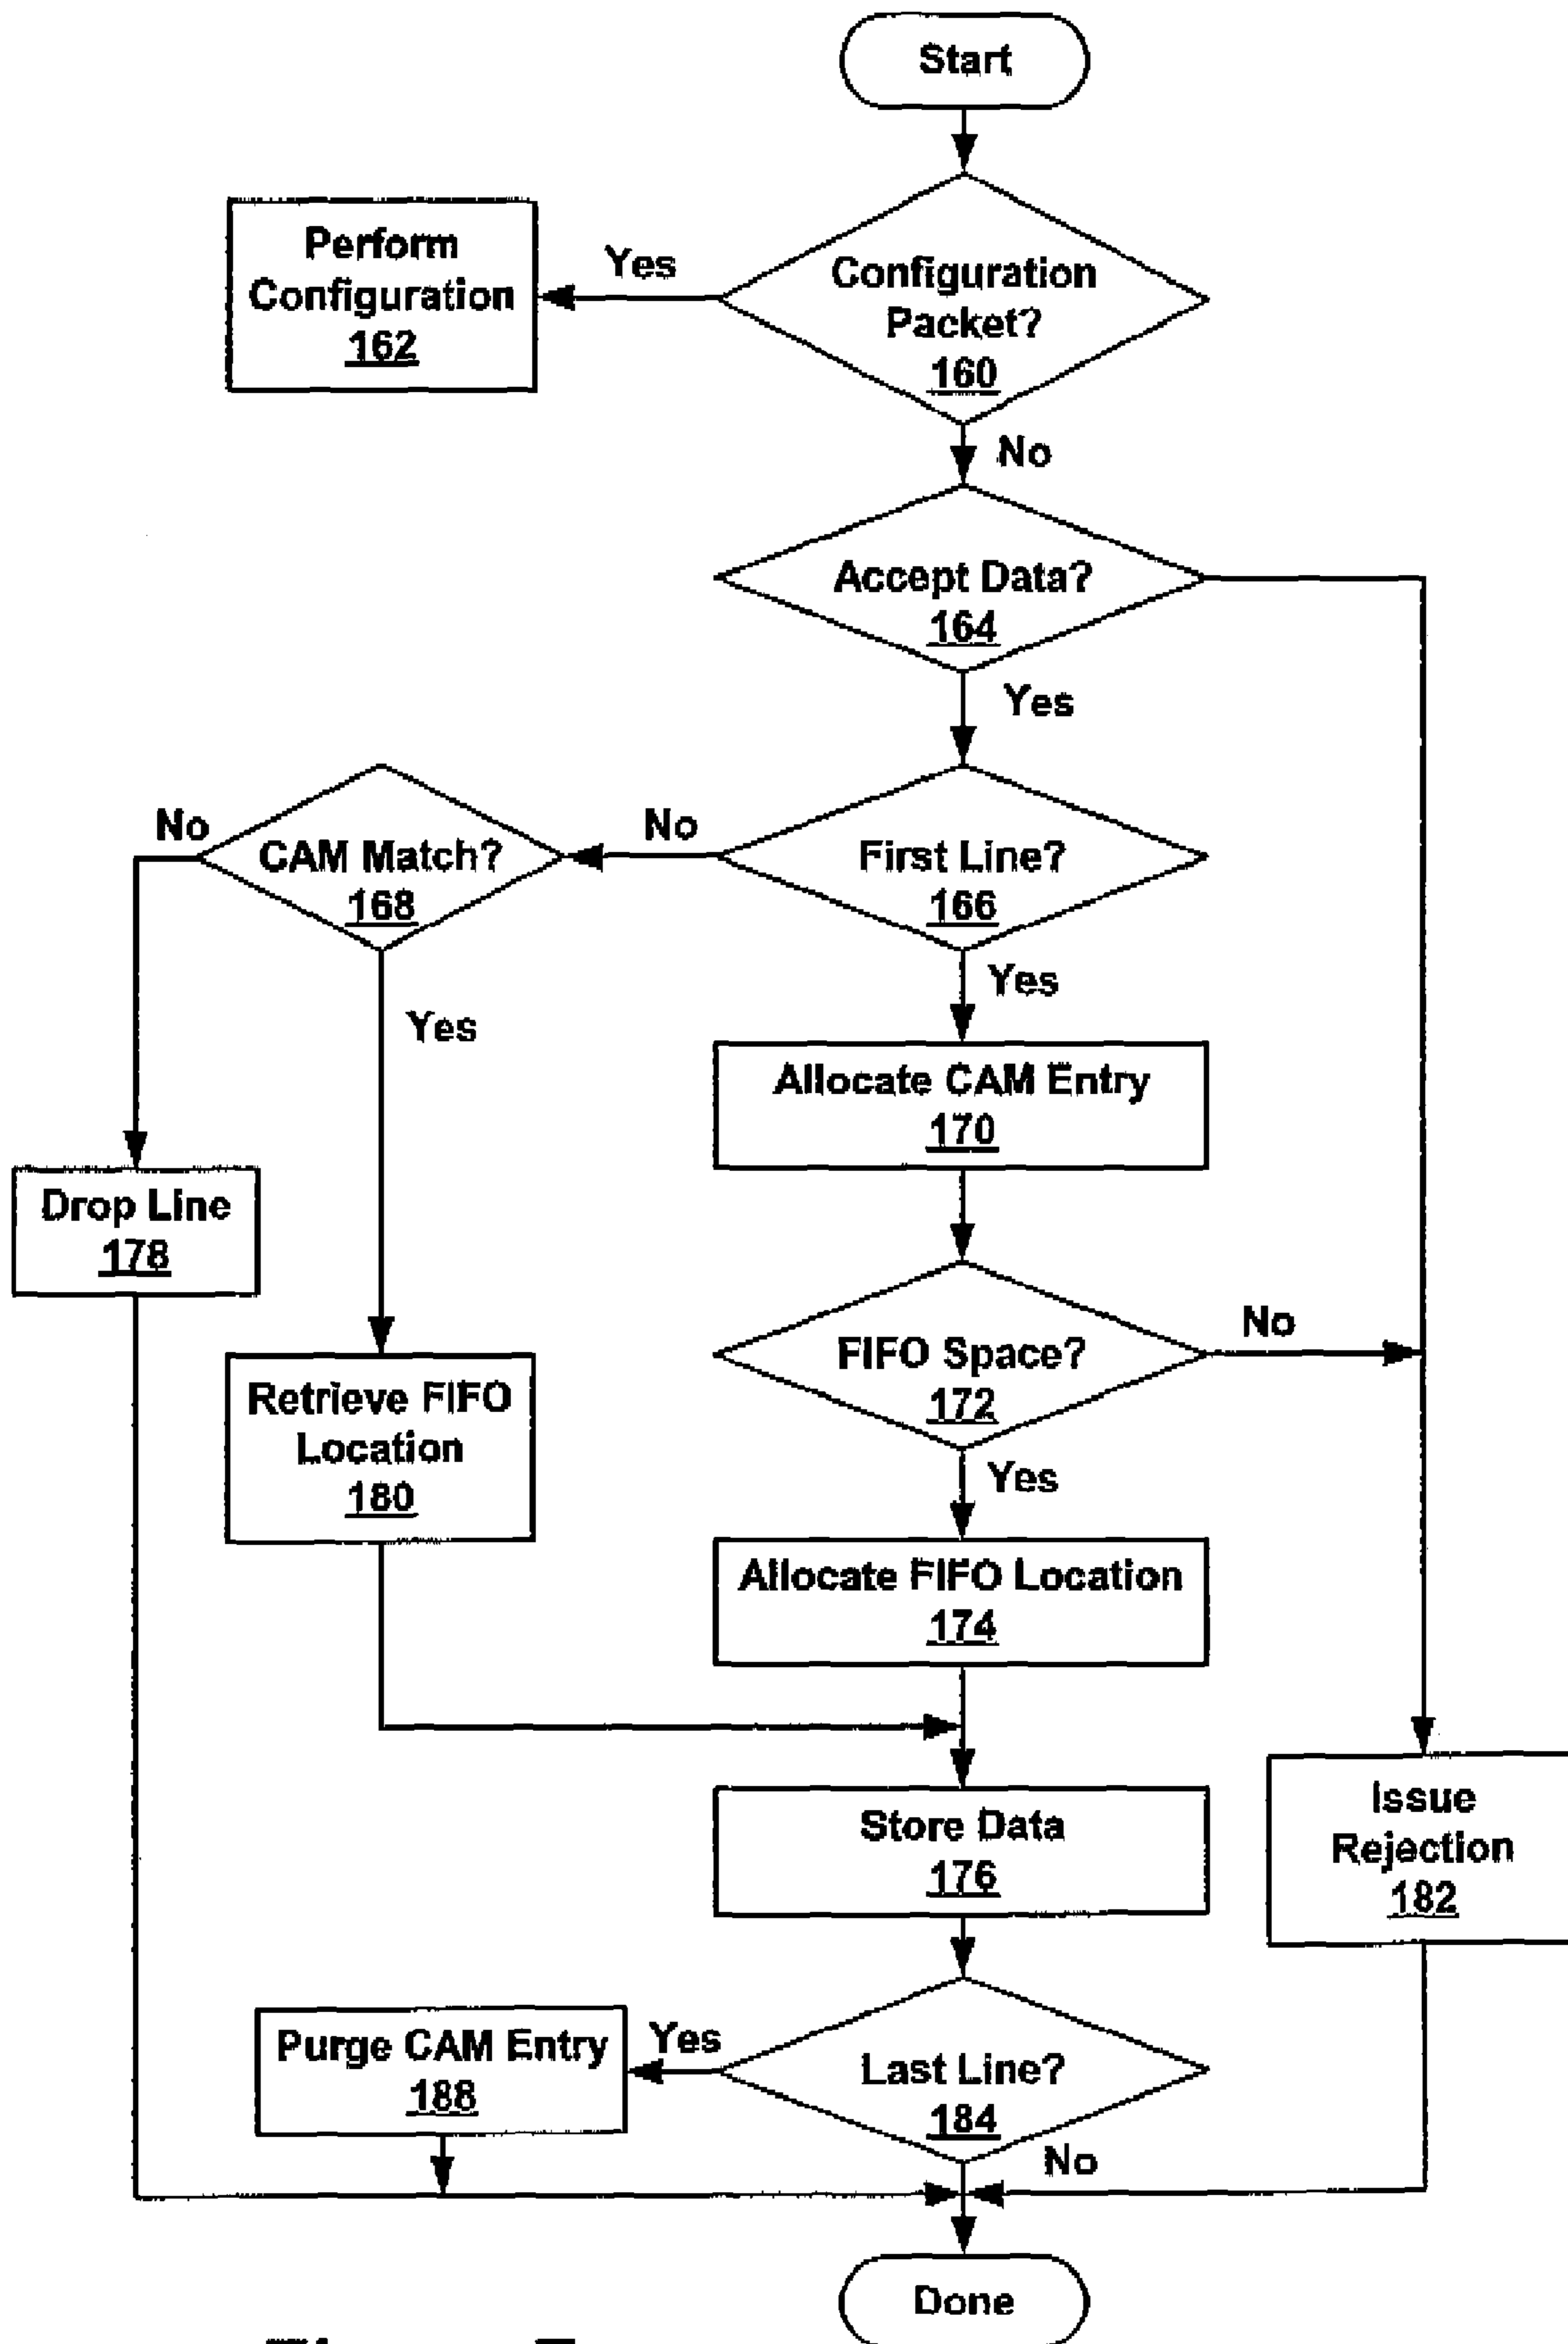 Start
Perform
Configuration
162
Yes
Configuration
Packet?
160
No
Accept Data?
164
Yes
No
CAM Match?
168
No
First Line?
166
Yes
Yes
Allocate CAM Entry
170
Drop Line
178
FIFO Space?
172
No
Retrieve FIFO
Location
180
Yes
Allocate FIFO Location
174
Store Data
176
Issue
Rejection
182
Purge CAM Entry
188
Yes
Last Line?
184
No
Done